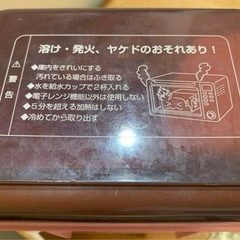 溶け・発火、ヤケドのおそれあり!
警告
◆庫内をきれいにする
汚れている場合はふき取る
◆水を給水カップで2杯入れる
◆電子レンジ機能以外は使用しない
◆5分を超える加熱はしない
◆冷めてから取り出す